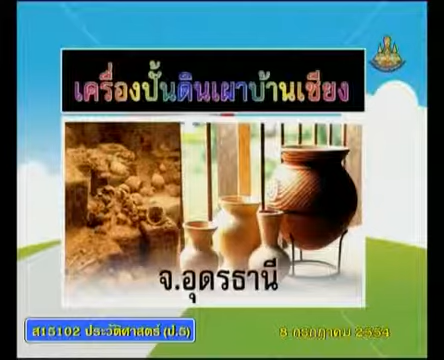 เครื่องปั้นดินเผาบ้านเชียง
จ.อุดรธานี
ส15102 ประวัติศาสตร์ (ป.5)
8 กรกฎาคม 2554